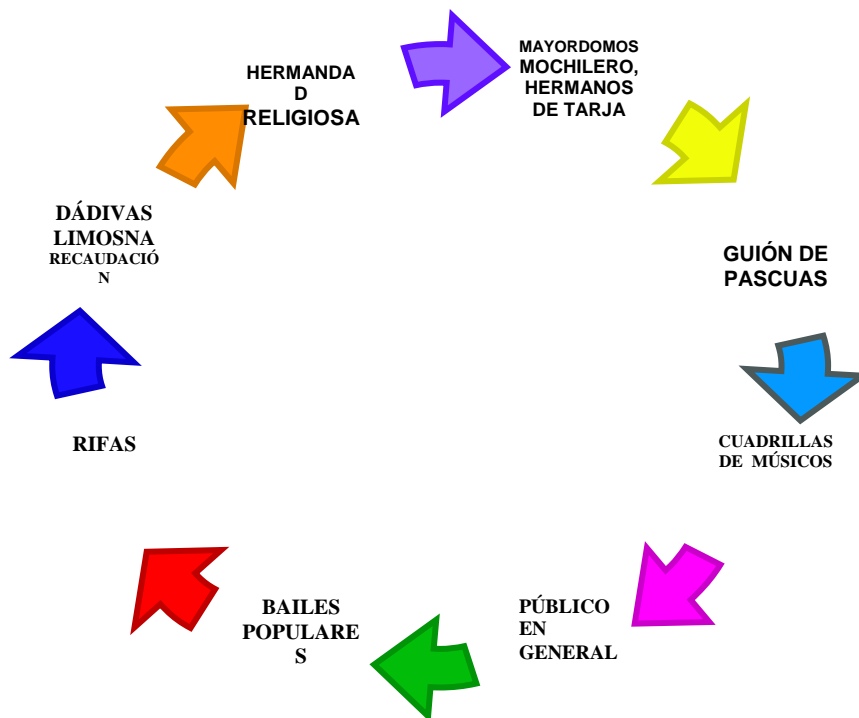 HERMANDA
D
RELIGIOSA
MAYORDOMOS
MOCHILERO,
HERMANOS
DE TARJA
GUIÓN DE
PASCUAS
CUADRILLAS
DE MÚSICOS
PÚBLICO
EN
GENERAL
BAILES
POPULARE
S
RIFAS
DÁDIVAS
LIMOSNA
RECAUDACIÓ
N